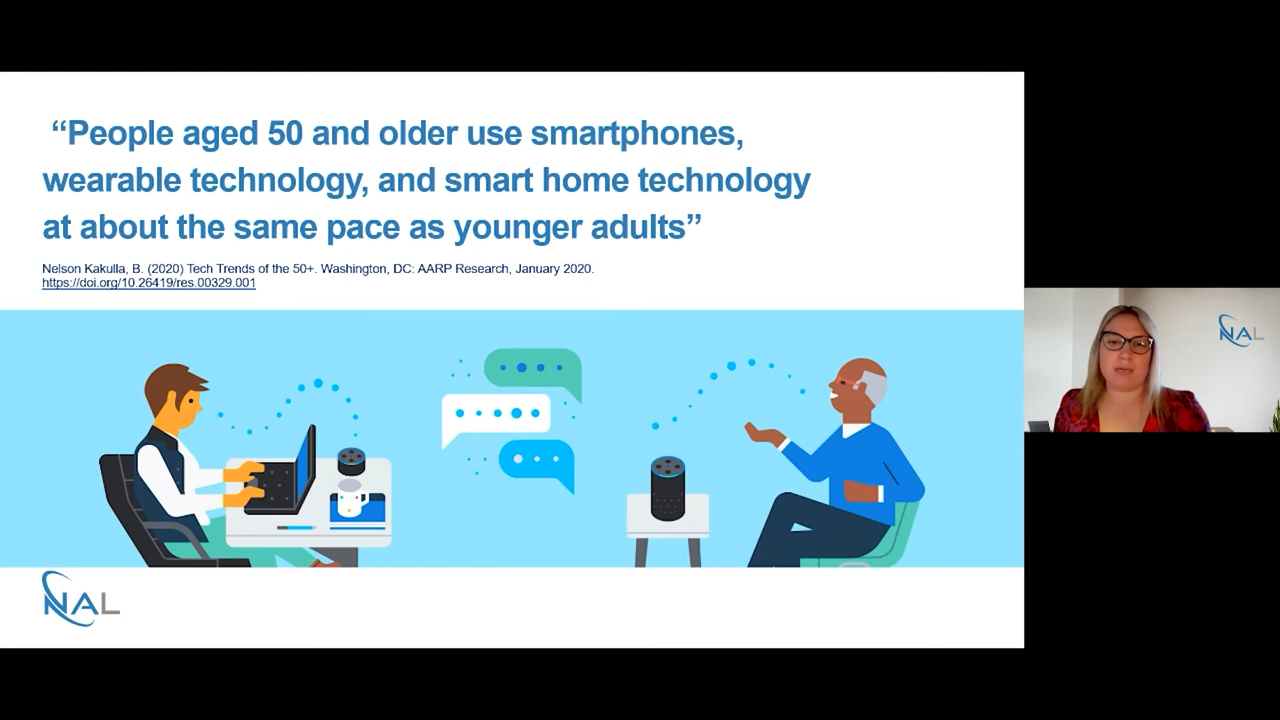 “People aged 50 and older use smartphones,
wearable technology, and smart home technology
at about the same pace as younger adults”
Nelson Kakulla, B. (2020) Tech Trends of the 50+. Washington, DC: AARP Research, January 2020.
https://doi.org/10.26419/res.00329.001
NAL
NAL